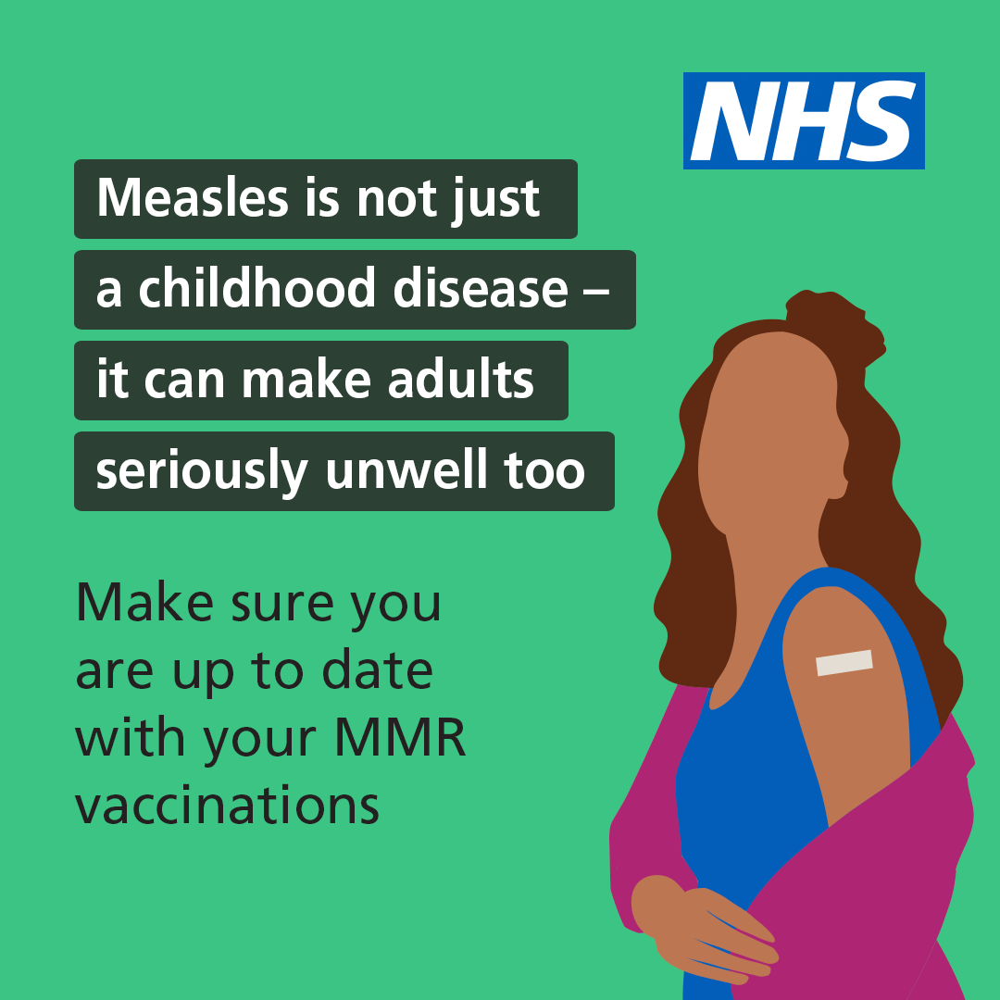 NHS
Measles is not just
a childhood disease –
it can make adults
seriously unwell too
Make sure you
are up to date
with your MMR
vaccinations